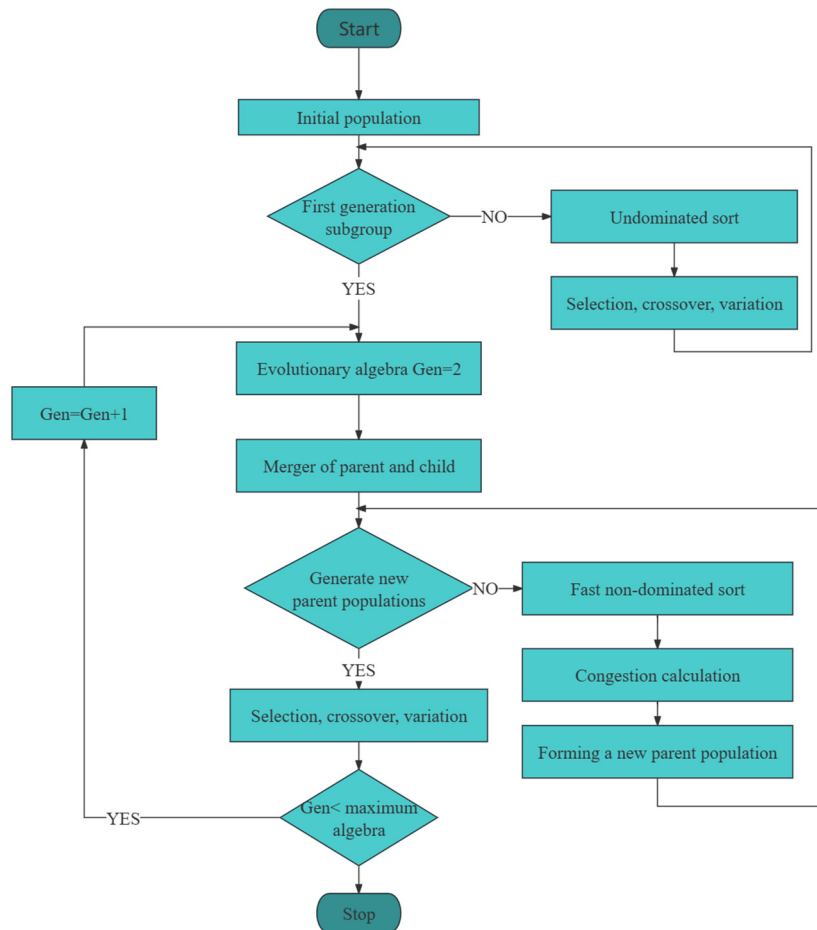 Start
Initial population
First generation
subgroup
NO
Undominated sort
Selection, crossover, variation
YES
Evolutionary algebra Gen=2
Gen=Gen+1
Merger of parent and child
Generate new
parent populations
NO
Fast non-dominated sort
Congestion calculation
Forming a new parent population
YES
Selection, crossover, variation
Gen< maximum
algebra
YES
Stop